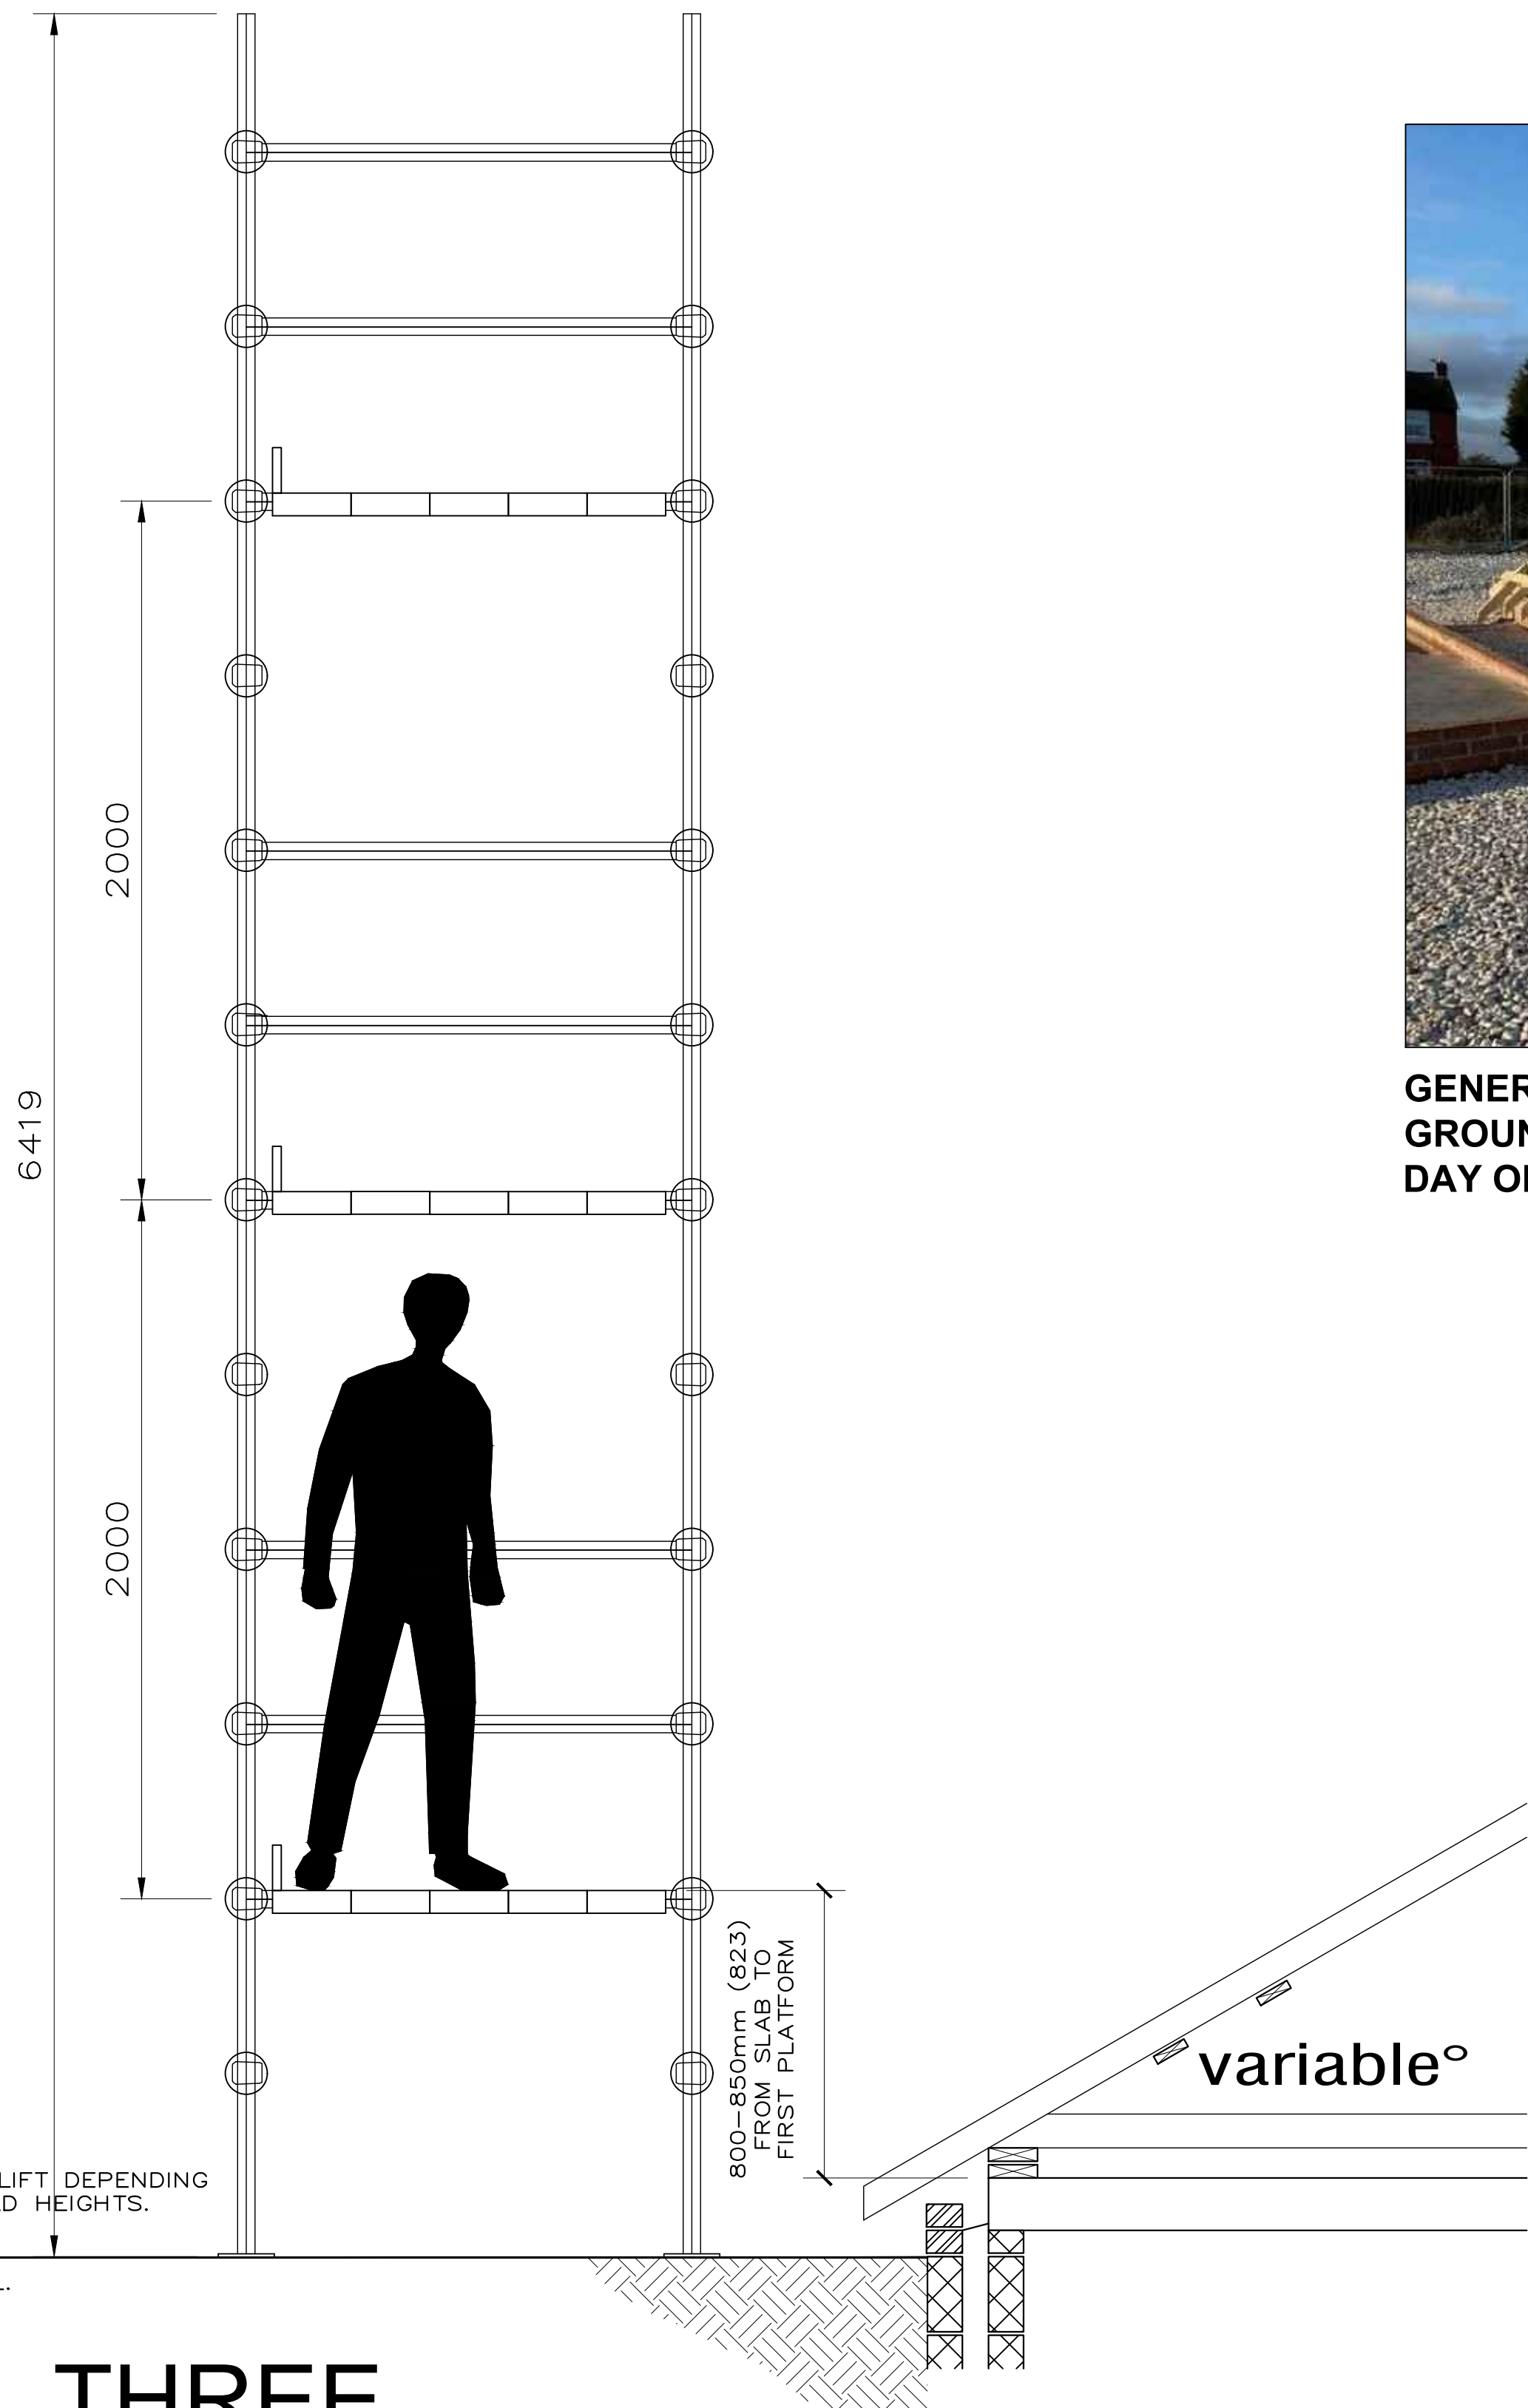 2000
6419
2000
GENER
GROUN
DAY O
800-850mm (823)
FROM SLAB TO
FIRST PLATFORM
variable°
LIFT DEPENDING
D HEIGHTS.
THREE